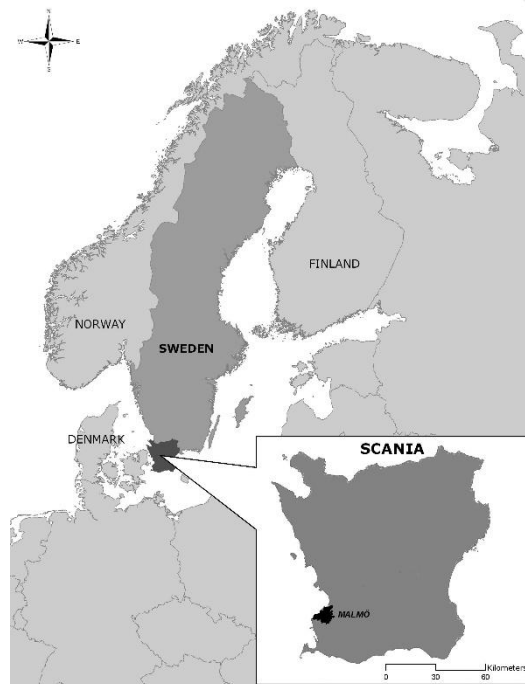 N
W E
S
FINLAND
NORWAY
SWEDEN
DENMARK
SCANIA
MALMÖ
Kilometers
0 30 60